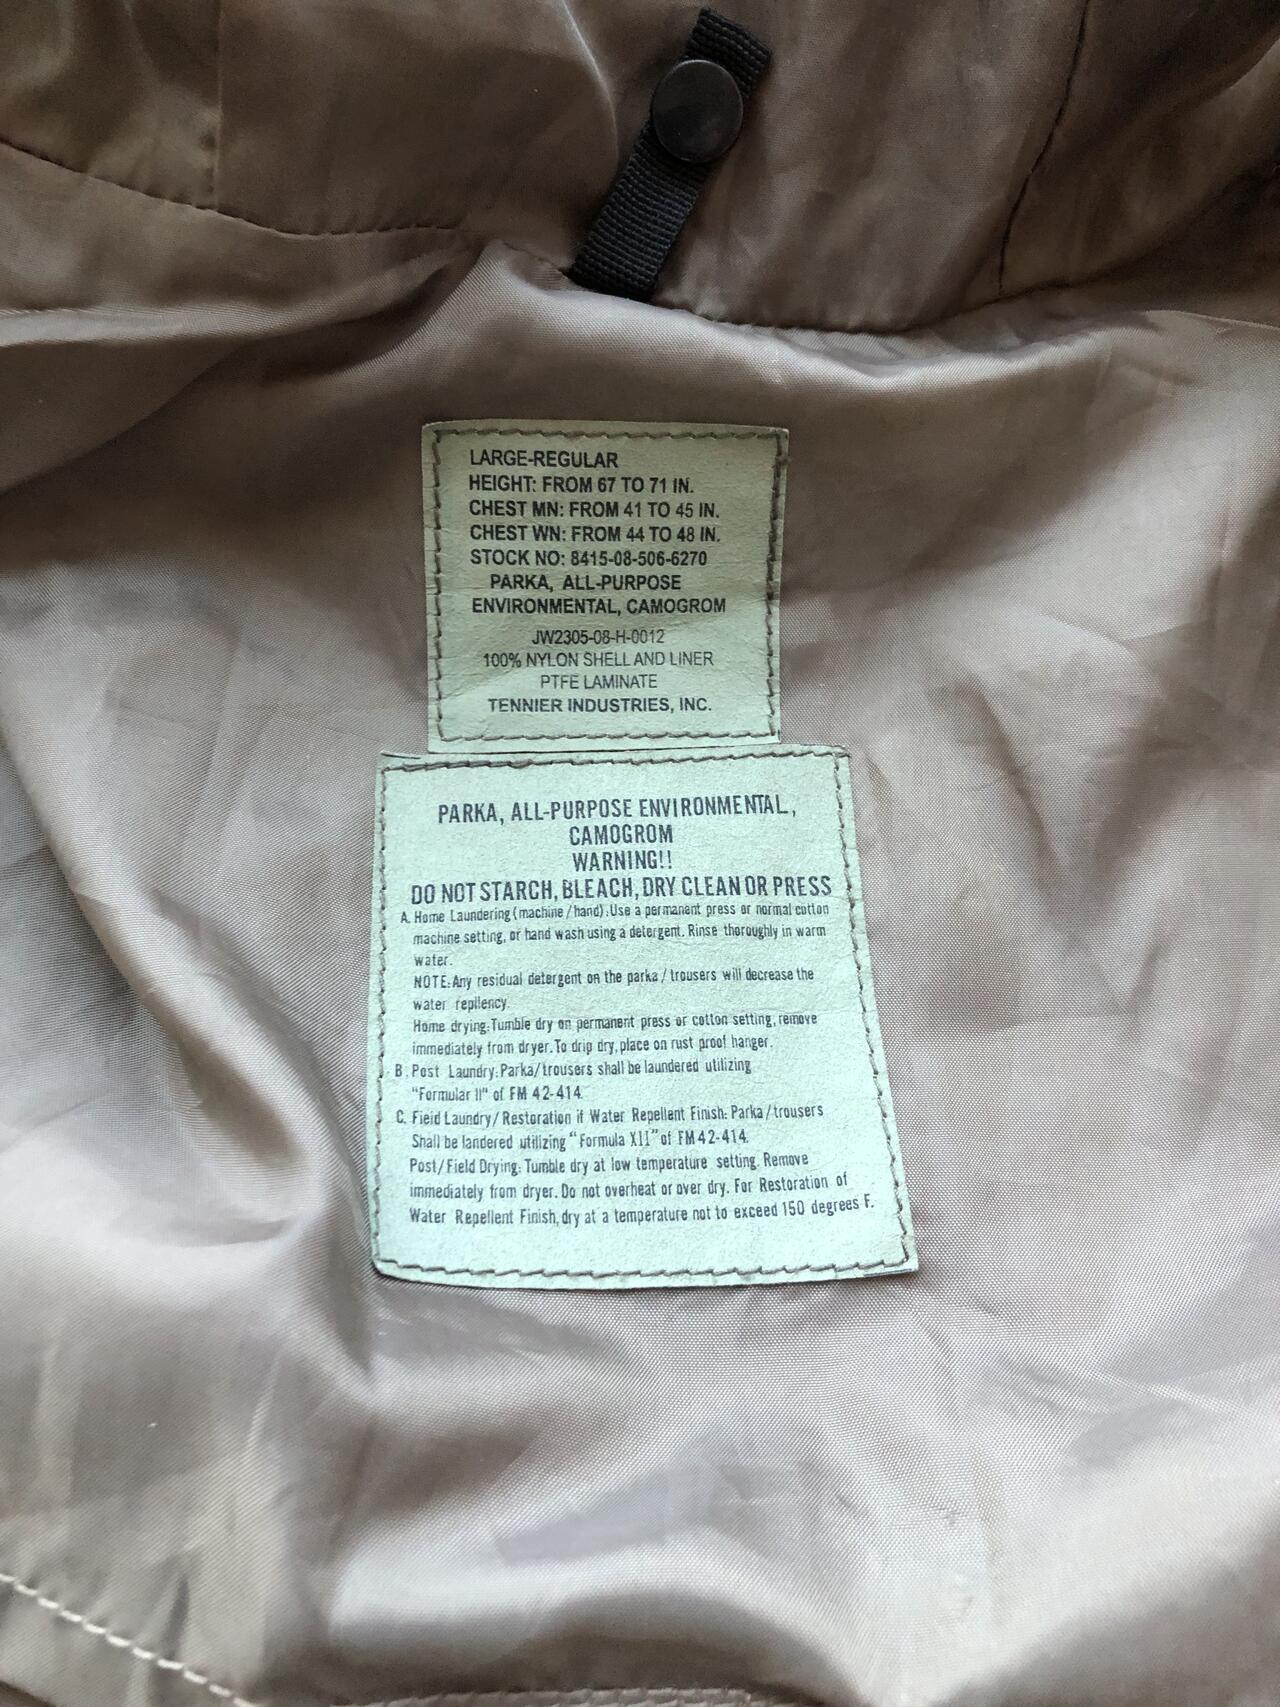 LARGE-REGULAR
HEIGHT: FROM 67 TO 71 IN.
CHEST MN: FROM 41 TO 45 IN.
CHEST WN: FROM 44 TO 48 IN.
STOCK NO: 8415-08-506-6270
PARKA, ALL-PURPOSE
ENVIRONMENTAL, CAMOGROM
JW2305-08-H-0012
100% NYLON SHELL AND LINER
PTFE LAMINATE
TENNIER INDUSTRIES, INC.
PARKA, ALL-PURPOSE ENVIRONMENTAL,
CAMOGROM
WARNING!!
DO NOT STARCH, BLEACH, DRY CLEAN OR PRESS
A. Home Laundering (machine/hand): Use a permanent press or normal cotton
machine setting, or hand wash using a detergent. Rinse thoroughly in warm
water.
NOTE: Any residual detergent on the parka/trousers will decrease the
water repllency.
Home drying: Tumble dry on permanent press or cotton setting, remove
immediately from dryer. To drip dry, place on rust proof hanger.
B. Post Laundry: Parka/trousers shall be laundered utilizing
"Formular II" of FM 42-414.
C. Fieid Laundry/Restoration if Water Repellent Finish: Parka/trousers
Shall be landered utilizing "Formula XII" of FM 42-414.
Post/Field Drying: Tumble dry at low temperature setting. Remove
immediately from dryer. Do not overheat or over dry. For Restoration of
Water Repellent Finish, dry at a temperature not to exceed 150 degrees F.